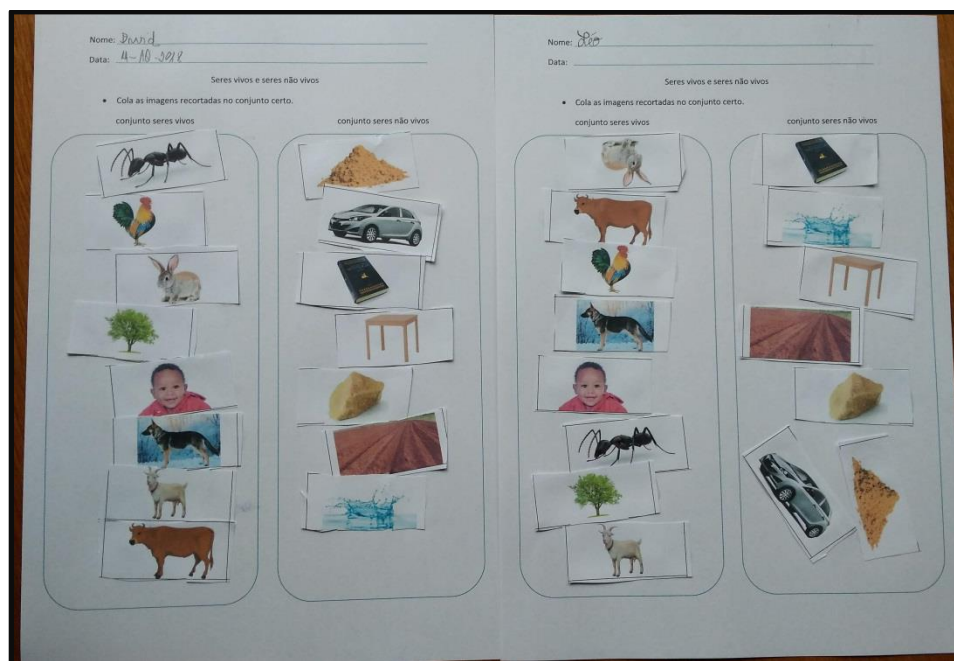 Nome: David
Data: 4-10-2018
Seres vivos e seres não vivos
• Cola as imagens recortadas no conjunto certo.
conjunto seres vivos
conjunto seres não vivos
Nome: Léo
Data:
Seres vivos e seres não vivos
• Cola as imagens recortadas no conjunto certo.
conjunto seres vivos
conjunto seres não vivos